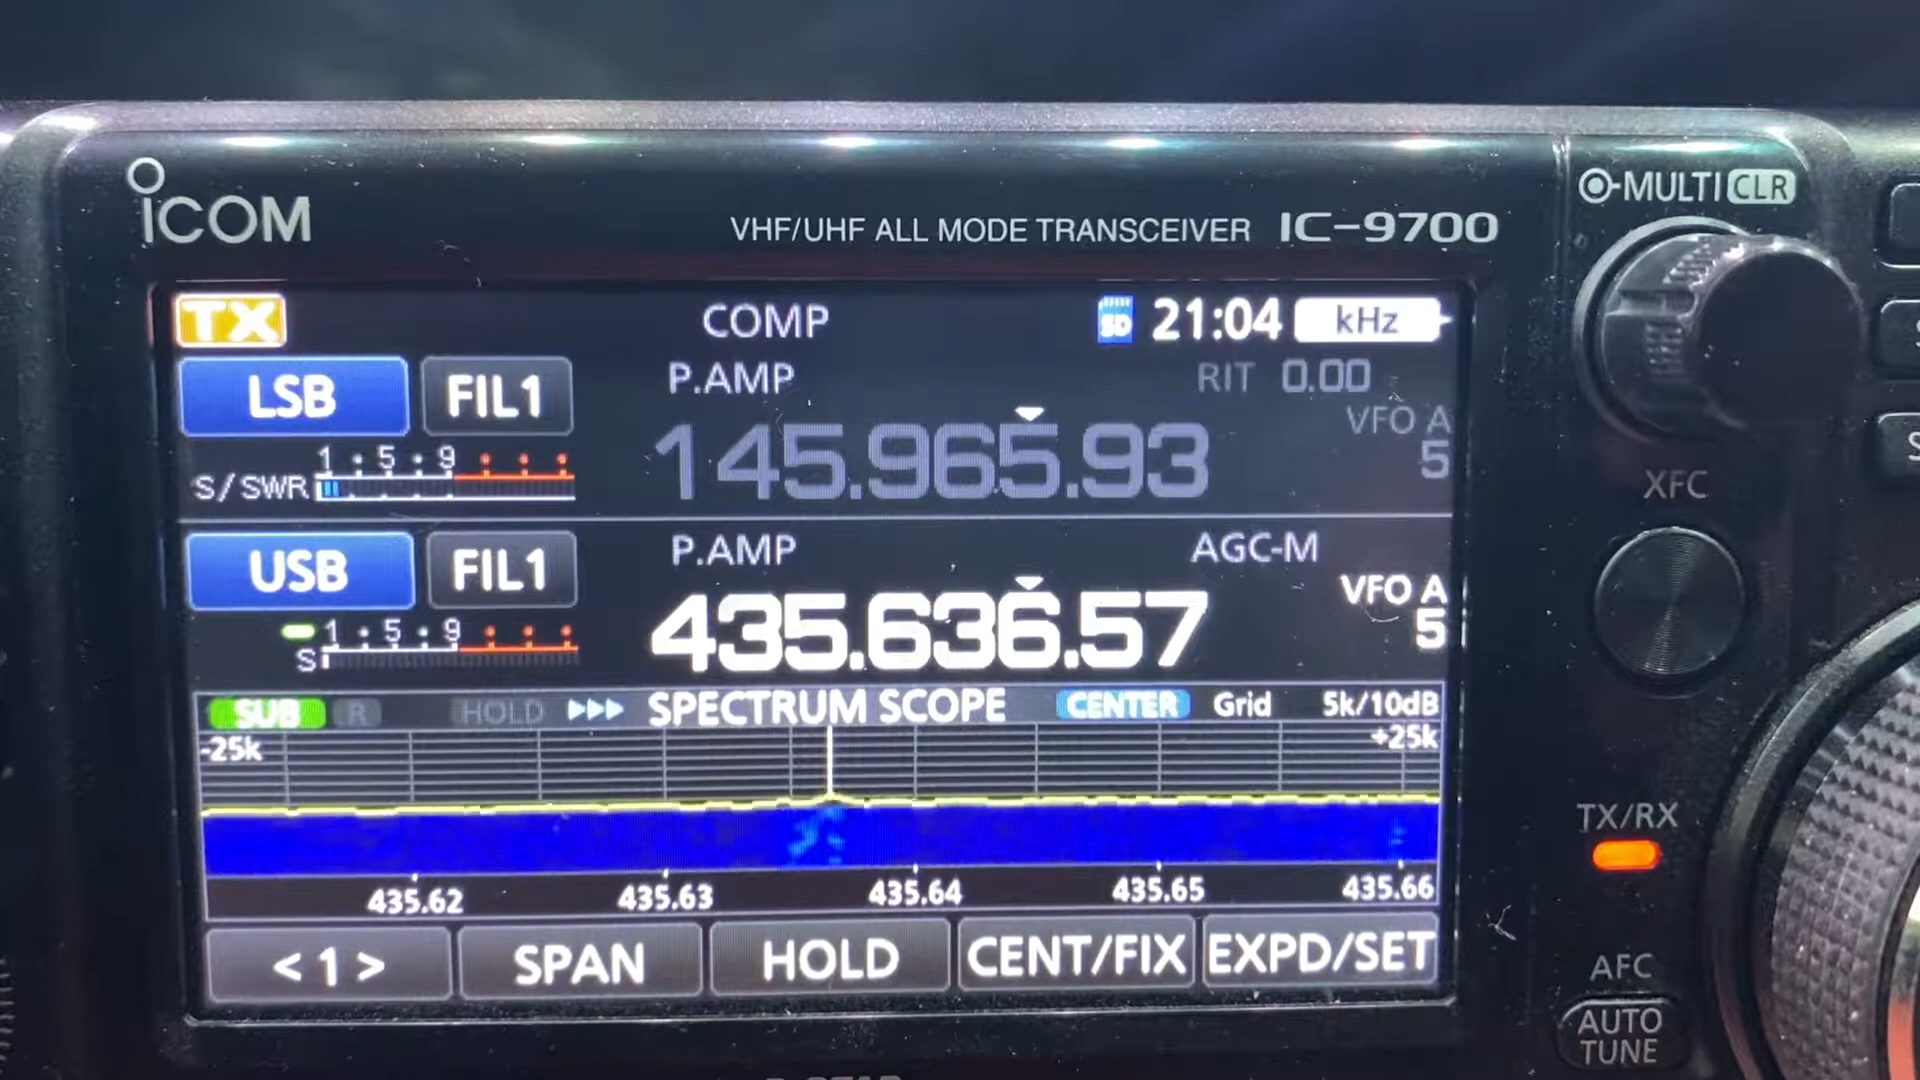 ICOM
VHF/UHF ALL MODE TRANSCEIVER IC-9700
MULTI CLR
TX COMP SD 21:04 kHz
LSB FIL1 P.AMP RIT 0.00
145.965.93 VFO A
5
1 5 9
S/SWR
USB FIL1 P.AMP AGC-M
435.636.57 VFO A
5
1 5 9
S
SUB R HOLD SPECTRUM SCOPE CENTER Grid 5k/10dB
-25k +25k
435.62 435.63 435.64 435.65 435.66
<1> SPAN HOLD CENT/FIX EXPD/SET
XFC
TX/RX
AFC
AUTO
TUNE